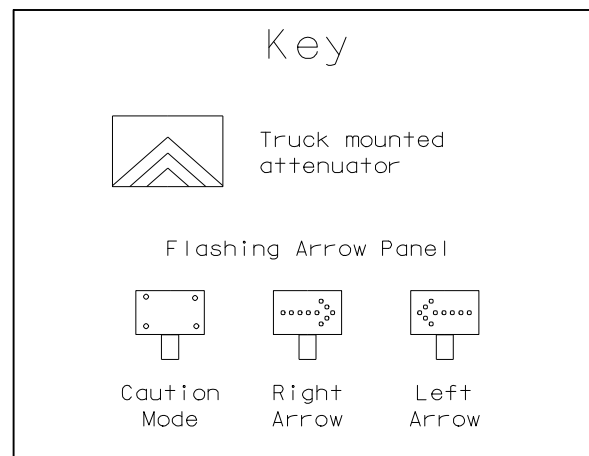 Key
Truck mounted
attenuator
Flashing Arrow Panel
Caution
Mode
Right
Arrow
Left
Arrow